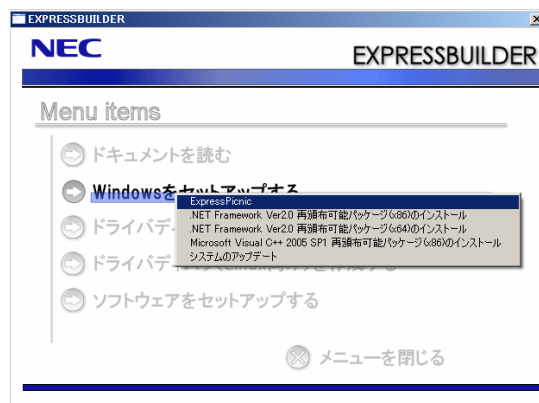 EXPRESSBUILDER
NEC
EXPRESSBUILDER
Menu items
ドキュメントを読む
Windowsをセットアップする
ExpressPicnic
.NET Framework Ver2.0 再頒布可能パッケージ(x86)のインストール
.NET Framework Ver2.0 再頒布可能パッケージ(x64)のインストール
Microsoft Visual C++ 2005 SP1 再頒布可能パッケージ(x86)のインストール
システムのアップデート
ドライバデ
ドライバデ
ソフトウェアをセットアップする
メニューを閉じる